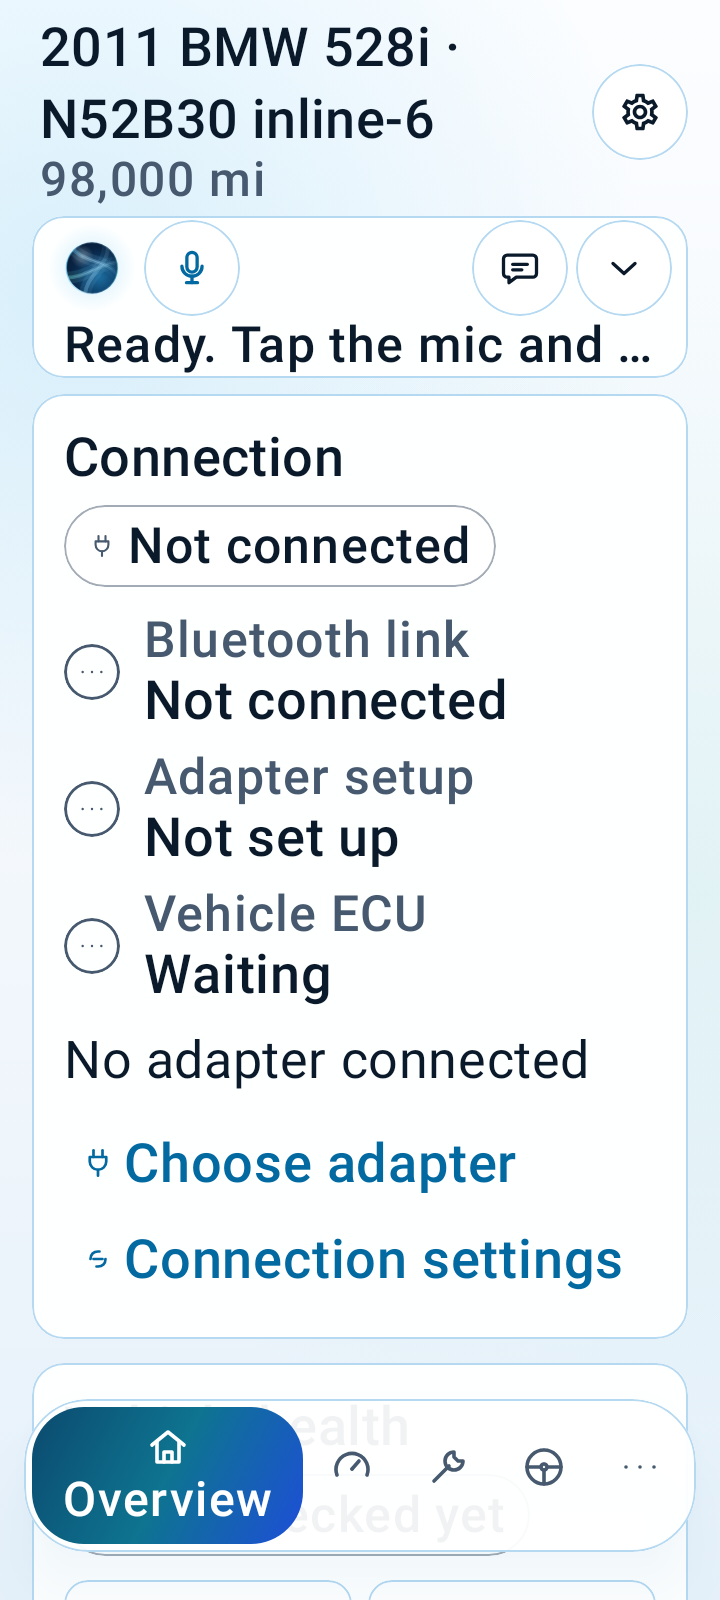 2011 BMW 528i ·
N52B30 inline-6
98,000 mi
Ready. Tap the mic and …
Connection
Not connected
Bluetooth link
Not connected
Adapter setup
Not set up
Vehicle ECU
Waiting
No adapter connected
Choose adapter
Connection settings
Overview
yet